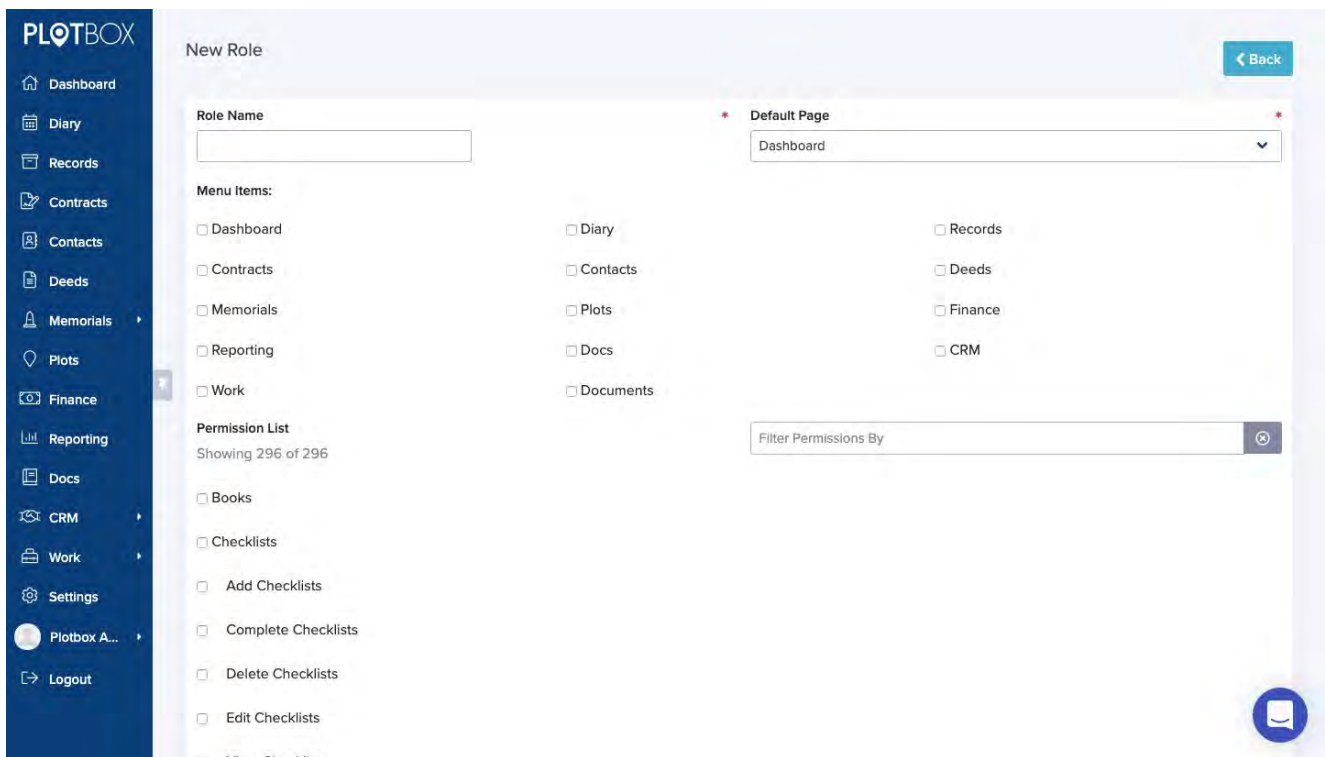 PLOTBOX
Dashboard
Diary
Records
Contracts
Contacts
Deeds
Memorials
Plots
Finance
Reporting
Docs
CRM
Work
Settings
Plotbox A...
Logout
New Role
Back
Role Name *
Default Page *
Dashboard
Menu Items:
Dashboard Diary Records
Contracts Contacts Deeds
Memorials Plots Finance
Reporting Docs CRM
Work Documents
Permission List
Showing 296 of 296
Filter Permissions By
Books
Checklists
Add Checklists
Complete Checklists
Delete Checklists
Edit Checklists